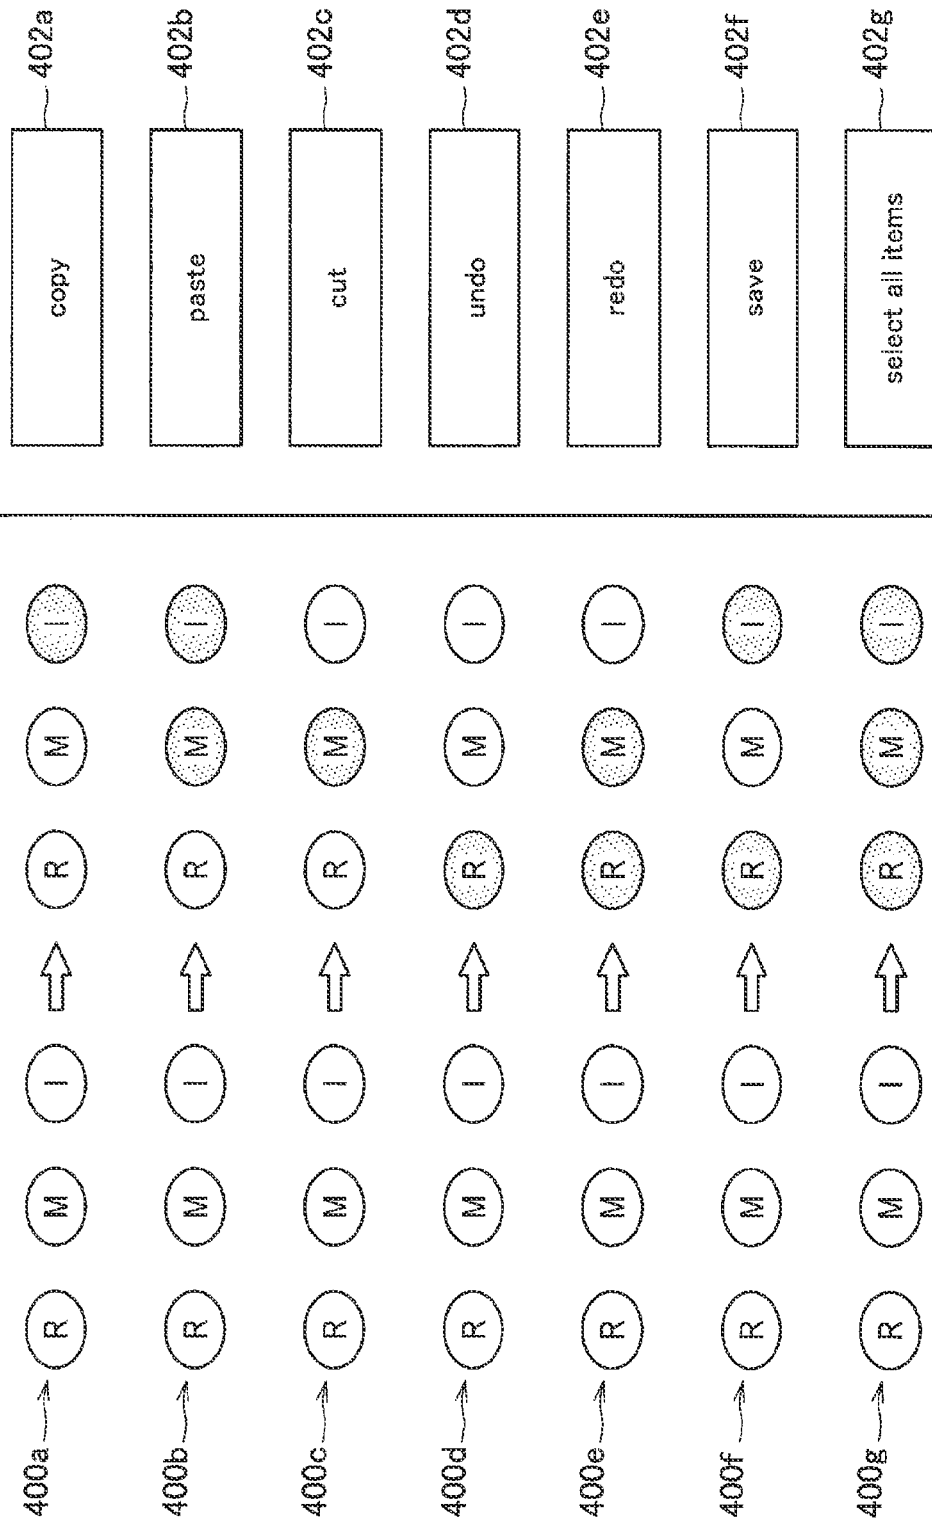 400a R M I R M I copy 402a
400b R M I R M I paste 402b
400c R M I R M I cut 402c
400d R M I R M I undo 402d
400e R M I R M I redo 402e
400f R M I R M I save 402f
400g R M I R M I select all items 402g